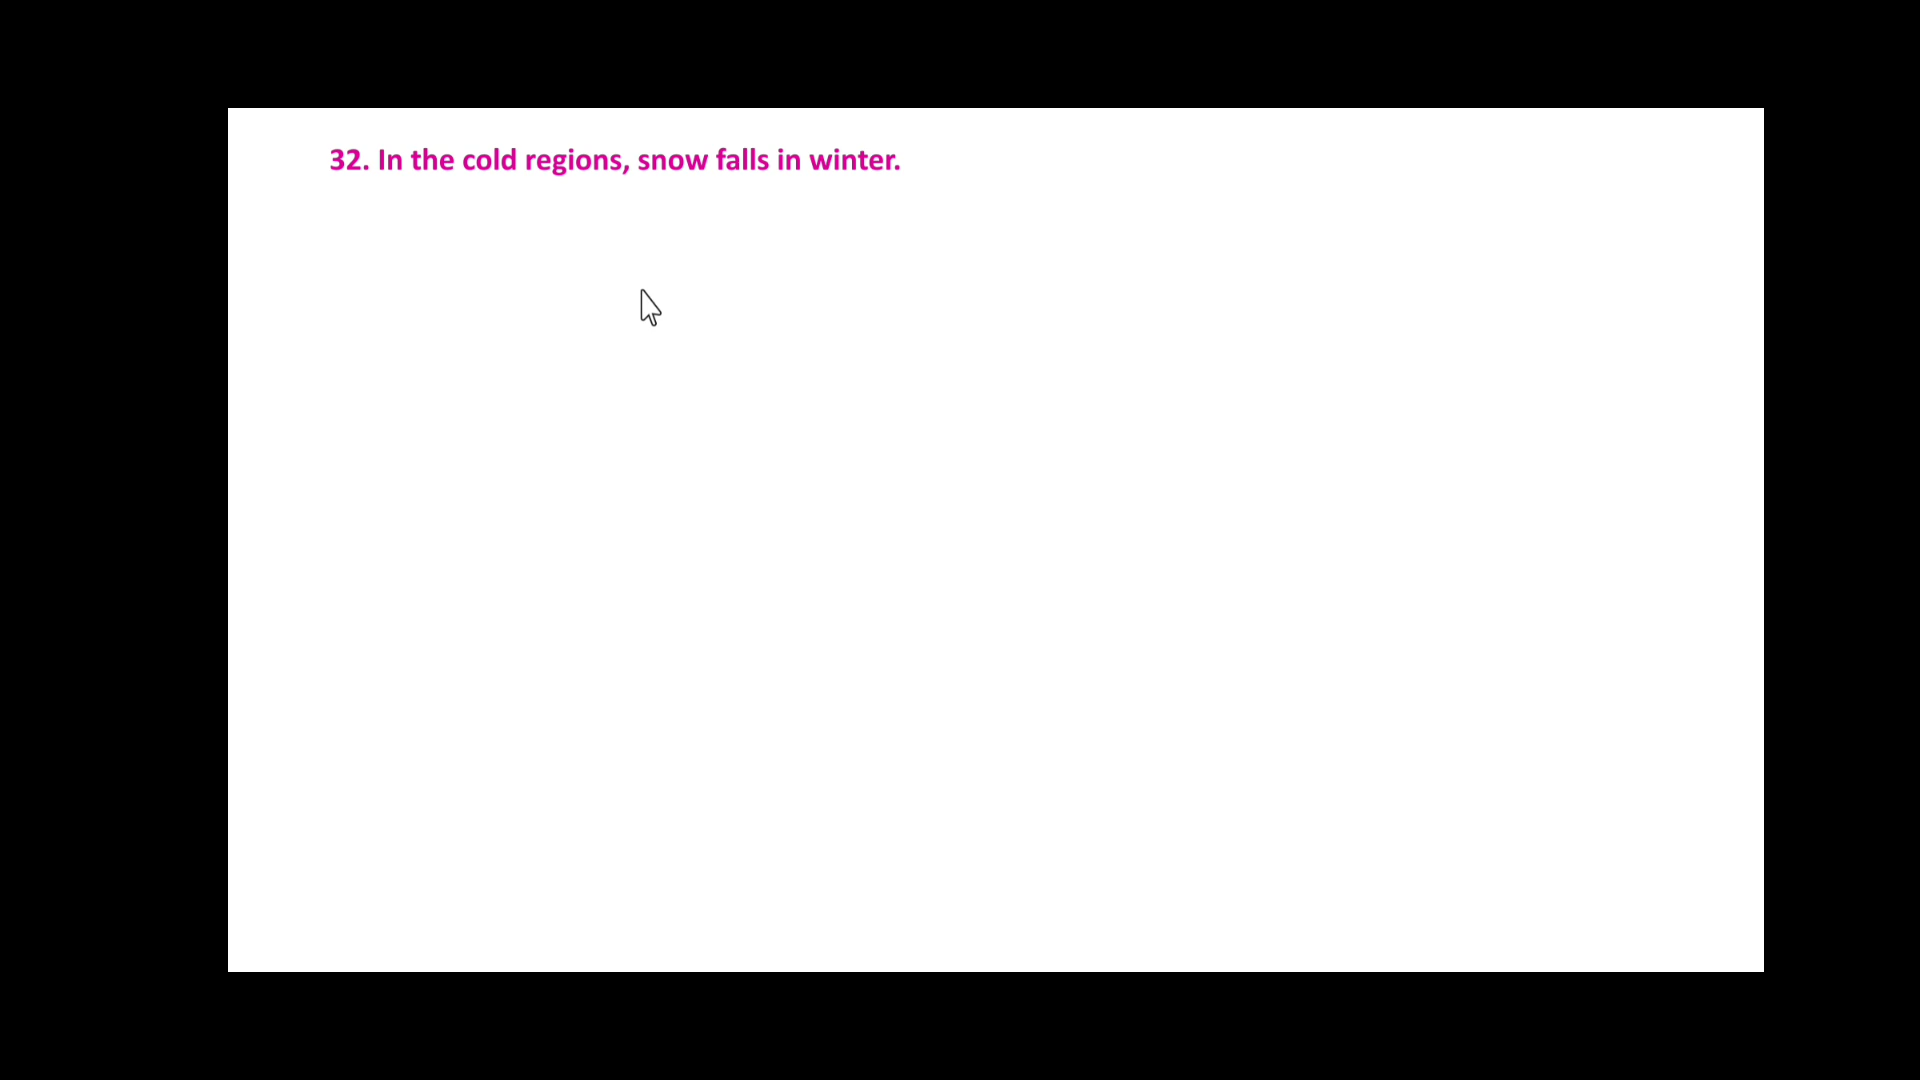 32. In the cold regions, snow falls in winter.